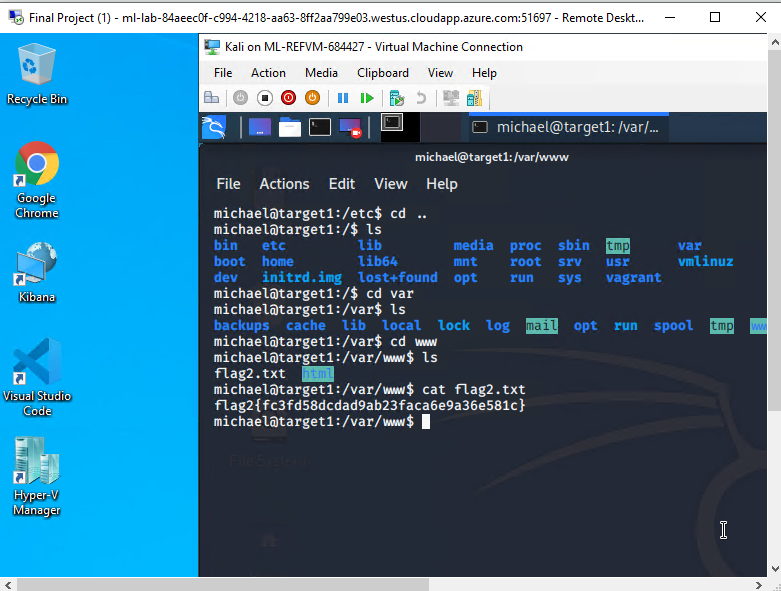 Final Project (1) - ml-lab-84aeec0f-c994-4218-aa63-8ff2aa799e03.westus.cloudapp.azure.com:51697 - Remote Deskt...
Recycle Bin
Google
Chrome
Kibana
Visual Studio
Code
Hyper-V
Manager
Kali on ML-REFVM-684427 - Virtual Machine Connection
File Action Media Clipboard View Help
michael@target1: /var/...
michael@target1:/var/www
File Actions Edit View Help
michael@target1:/etc$ cd ..
michael@target1:/$ ls
bin etc lib media proc sbin tmp var
boot home lib64 mnt root srv usr vmlinuz
dev initrd.img lost+found opt run sys vagrant
michael@target1:/$ cd var
michael@target1:/var$ ls
backups cache lib local lock log mail opt run spool tmp ww
michael@target1:/var$ cd www
michael@target1:/var/www$ ls
flag2.txt html
michael@target1:/var/www$ cat flag2.txt
flag2{fc3fd58dcdad9ab23faca6e9a36e581c}
michael@target1:/var/www$
File System